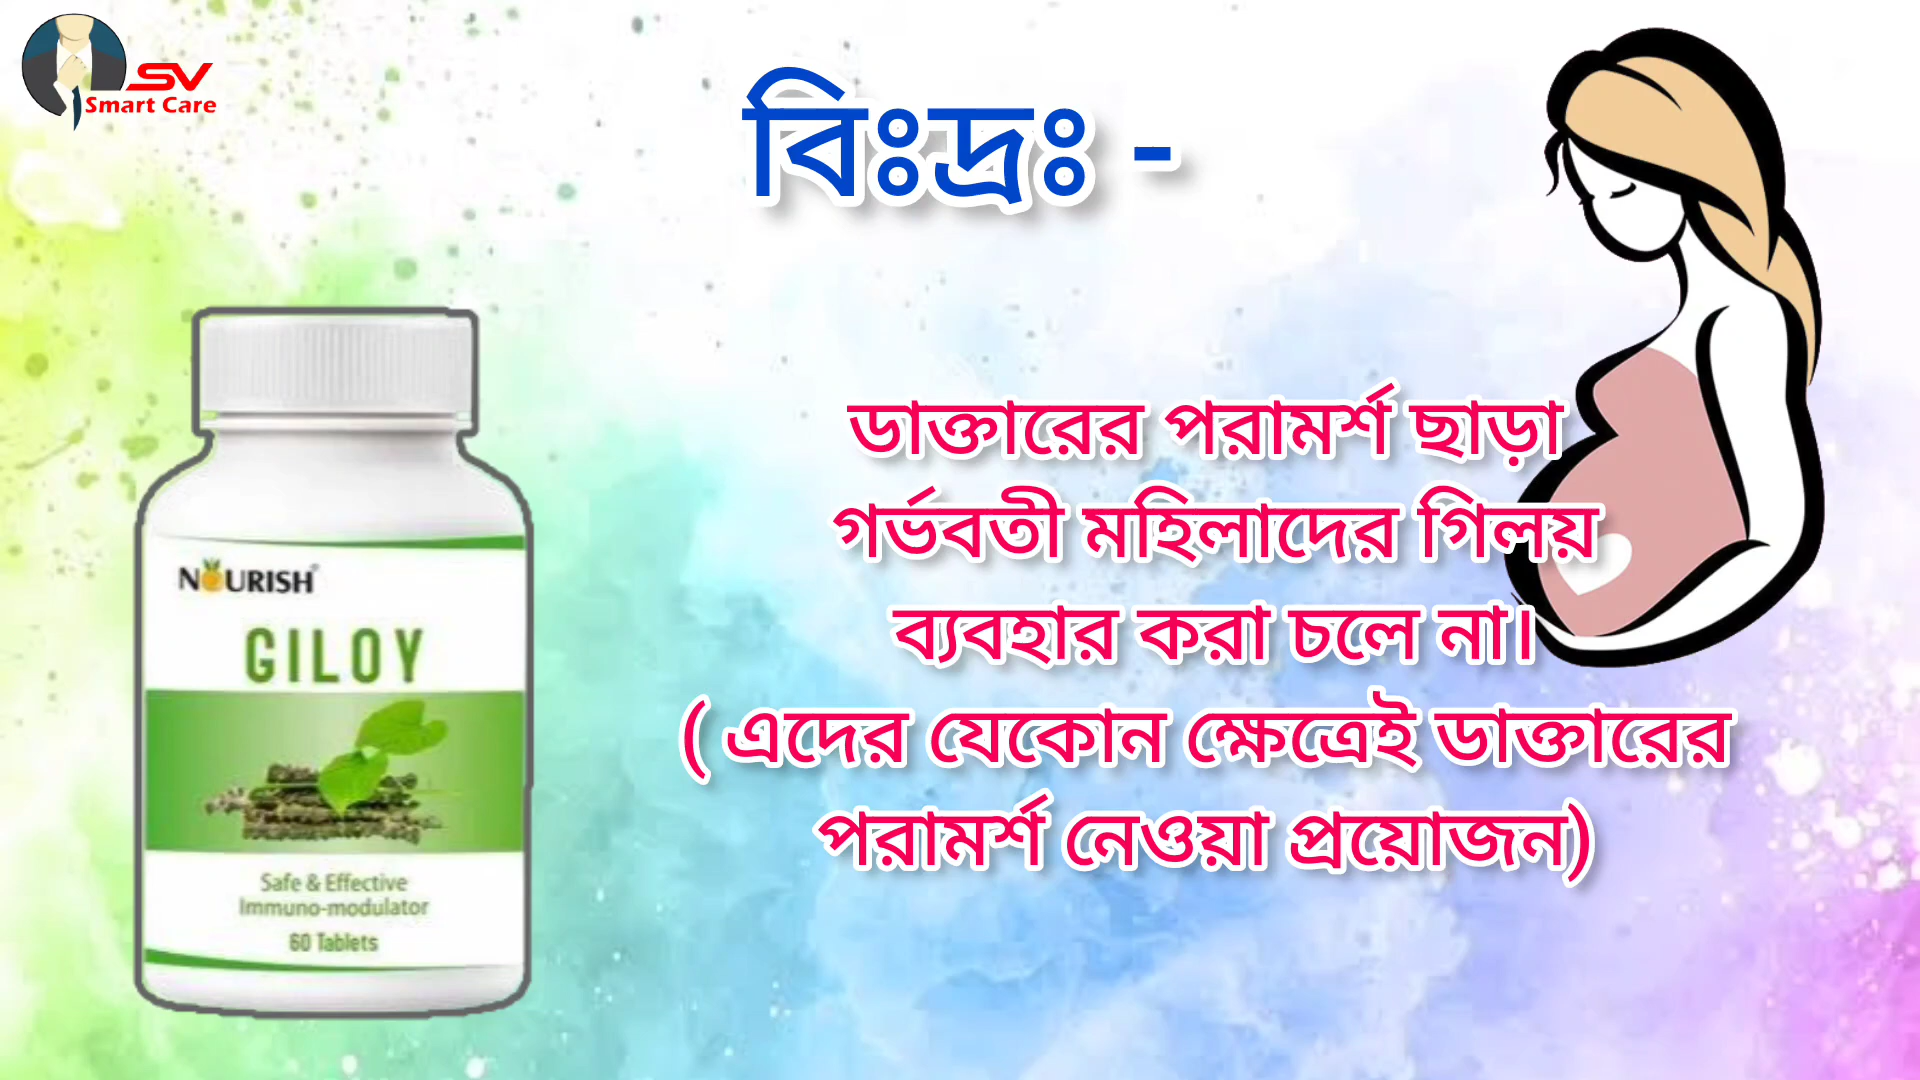 SV
Smart Care
বিঃদ্রঃ -
ডাক্তারের পরামর্শ ছাড়া
গর্ভবতী মহিলাদের গিলয়
ব্যবহার করা চলে না।
( এদের যেকোন ক্ষেত্রেই ডাক্তারের
পরামর্শ নেওয়া প্রয়োজন)
NOURISH®
GILOY
Safe & Effective
Immuno-modulator
60 Tablets